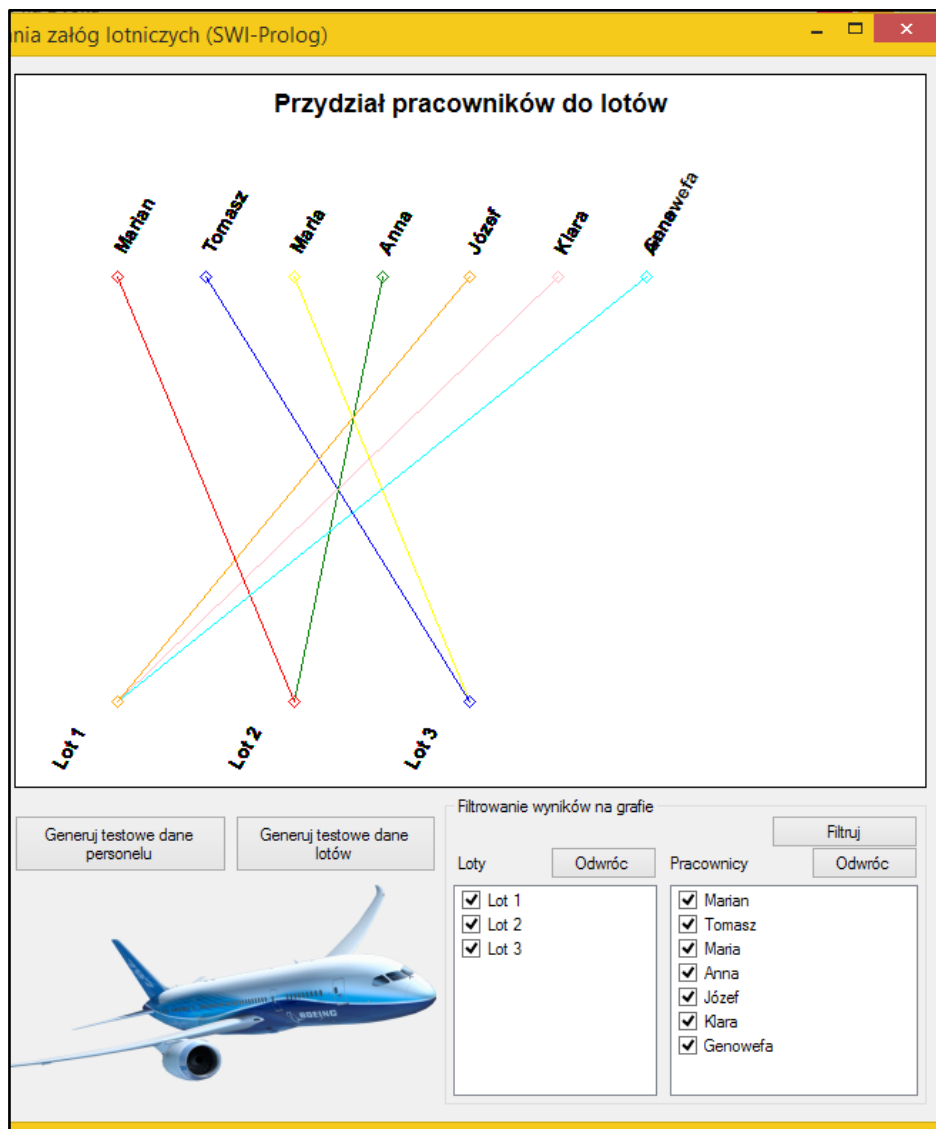 nia załóg lotniczych (SWI-Prolog)
Przydział pracowników do lotów
Marian
Tomasz
Maria
Anna
Józef
Klara
Lot 1
Lot 2
Lot 3
Filtrowanie wyników na grafie
Generuj testowe dane
personelu
Generuj testowe dane
lotów
Filtruj
Loty
Odwróc
Pracownicy
Odwróc
Lot 1
Lot 2
Lot 3
Marian
Tomasz
Maria
Anna
Józef
Klara
Genowefa
BOEING